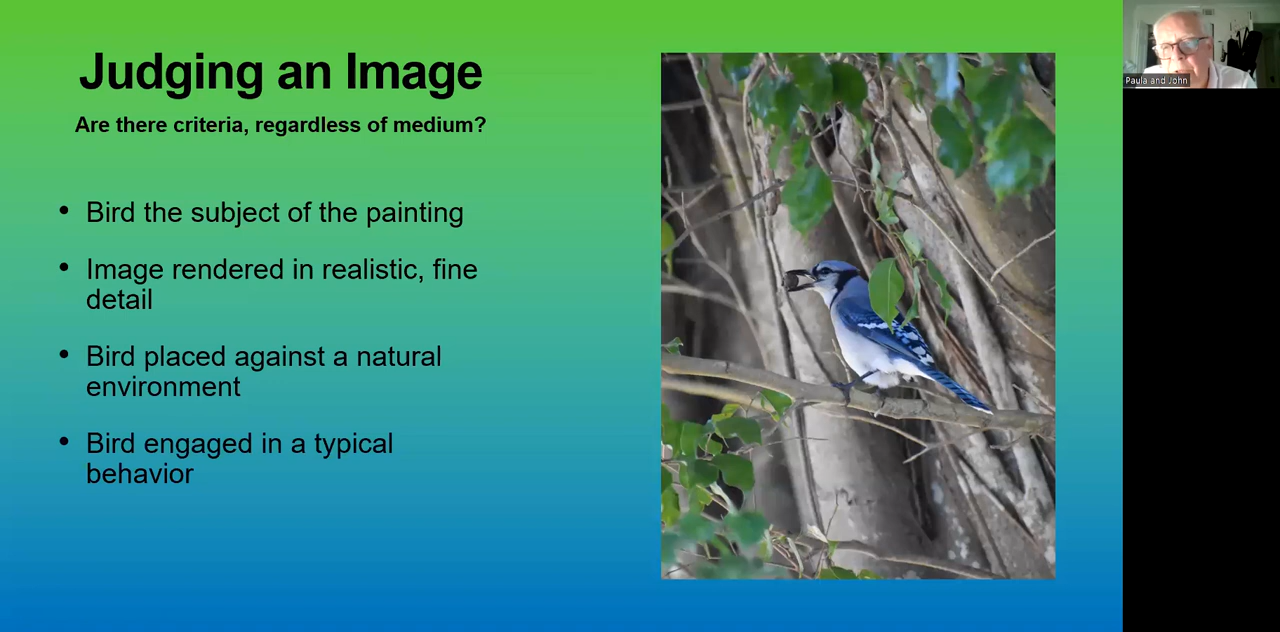 Judging an Image
Are there criteria, regardless of medium?
• Bird the subject of the painting
• Image rendered in realistic, fine
detail
• Bird placed against a natural
environment
• Bird engaged in a typical
behavior
Paula and John